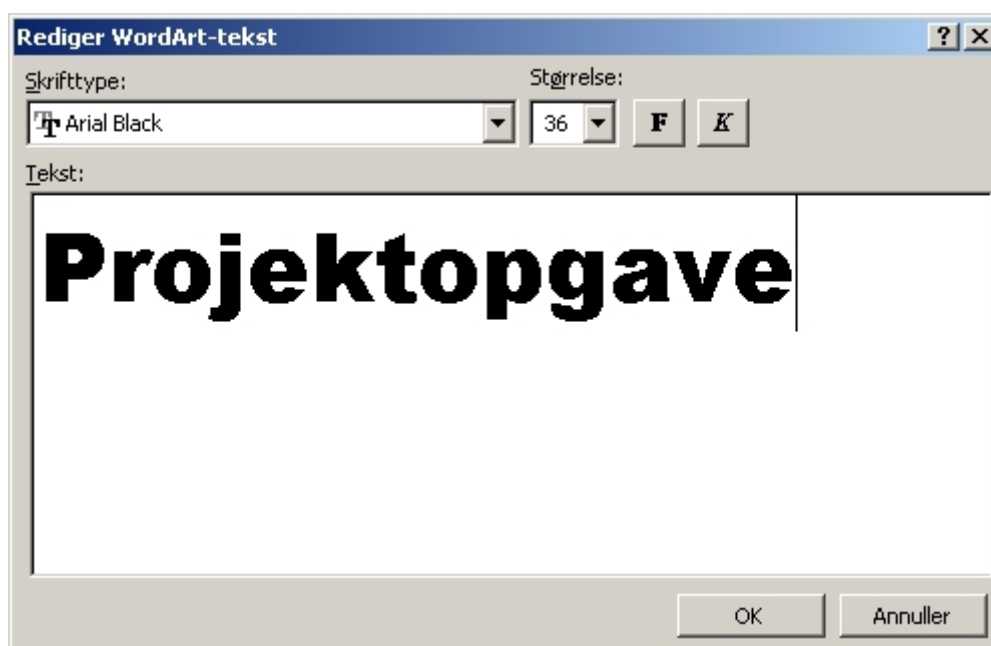 Rediger WordArt-tekst
Skrifttype: Størrelse:
Arial Black 36 F K
Tekst:
Projektopgave
OK Annuller